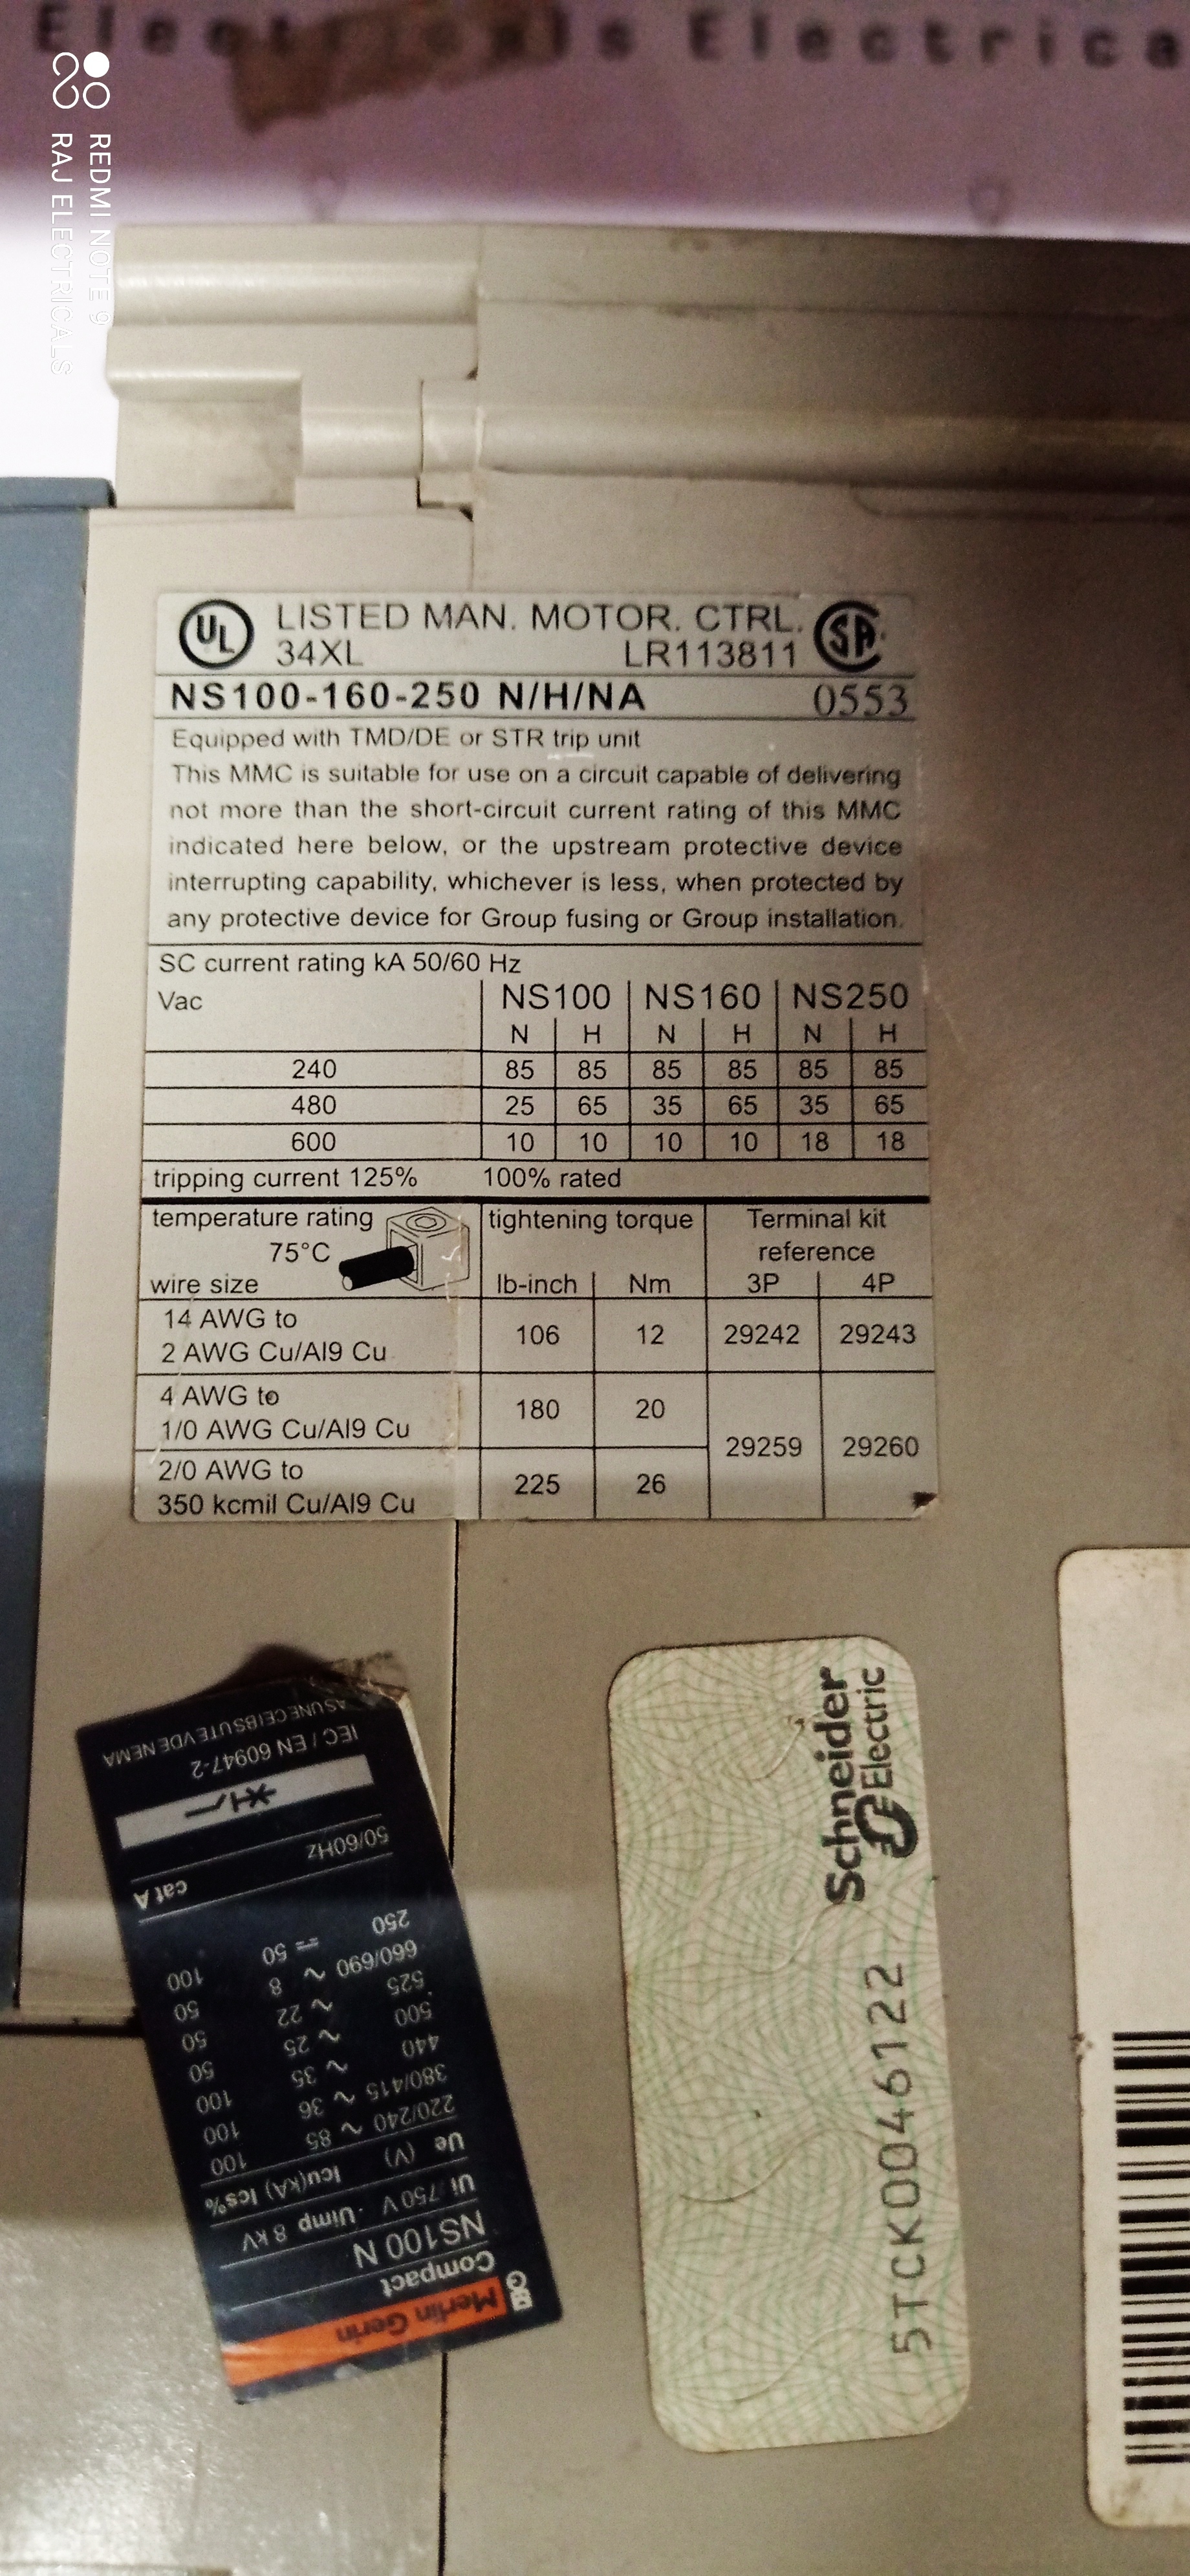 Electricals Electrica
REDMI NOTE 9
RAJ ELECTRICALS
UL LISTED MAN. MOTOR. CTRL. SA
34XL LR113811
NS100-160-250 N/H/NA 0553
Equipped with TMD/DE or STR trip unit
This MMC is suitable for use on a circuit capable of delivering
not more than the short-circuit current rating of this MMC
indicated here below, or the upstream protective device
interrupting capability, whichever is less, when protected by
any protective device for Group fusing or Group installation.
SC current rating kA 50/60 Hz
Vac NS100 NS160 NS250
N H N H N H
240 85 85 85 85 85 85
480 25 65 35 65 35 65
600 10 10 10 10 18 18
tripping current 125% 100% rated
temperature rating tightening torque Terminal kit
75°C reference
wire size lb-inch Nm 3P 4P
14 AWG to
2 AWG Cu/Al9 Cu 106 12 29242 29243
4 AWG to
1/0 AWG Cu/Al9 Cu 180 20 29259 29260
2/0 AWG to
350 kcmil Cu/Al9 Cu 225 26
Merlin Gerin
Compact
NS100 N
Ui 750 V · Uimp 8 kV
Ue (V) Icu(kA) Ics%
220/240 ~ 85 100
380/415 ~ 36 100
440 ~ 35 100
500 ~ 25 50
525 ~ 22 50
660/690 ~ 8 50
250 ⎓ 50 100
cat A
50/60Hz
IEC / EN 60947-2
UTE VDE NEMA
Schneider
Electric
5TCK0046122